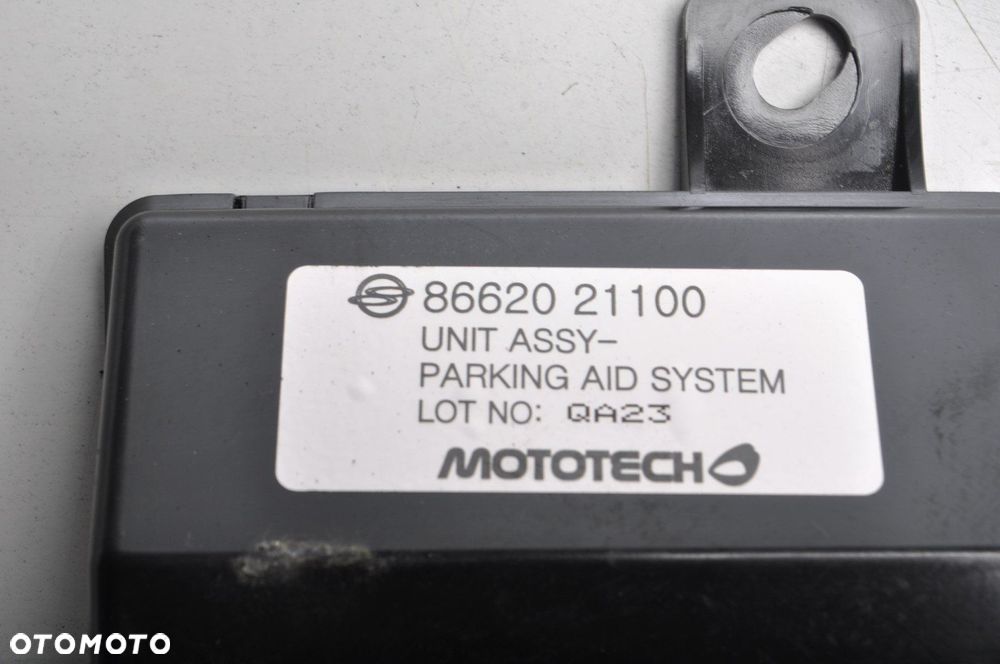 86620 21100
UNIT ASSY-
PARKING AID SYSTEM
LOT NO: QA23
MOTOTECH
OTOMOTO